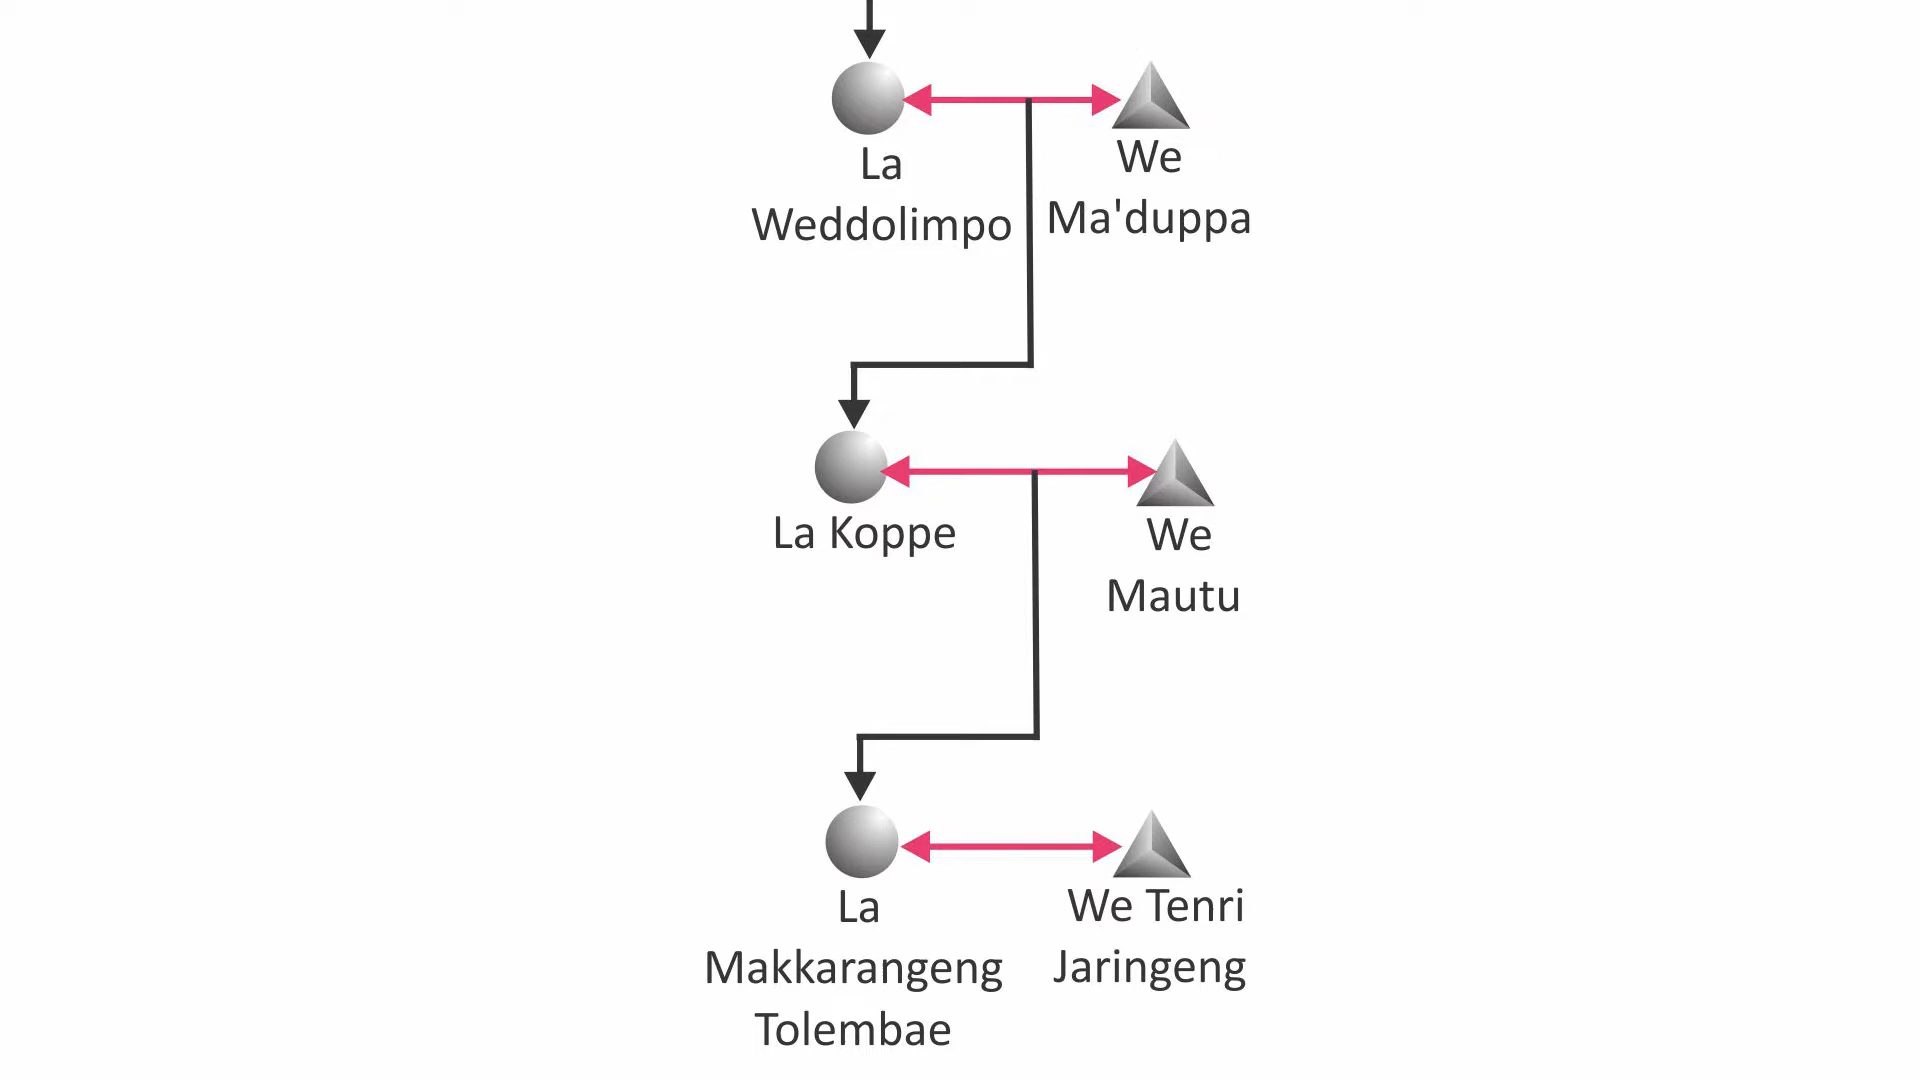 La
Weddolimpo
We
Ma'duppa
La Koppe
We
Mautu
La
Makkarangeng
Tolembae
We Tenri
Jaringeng